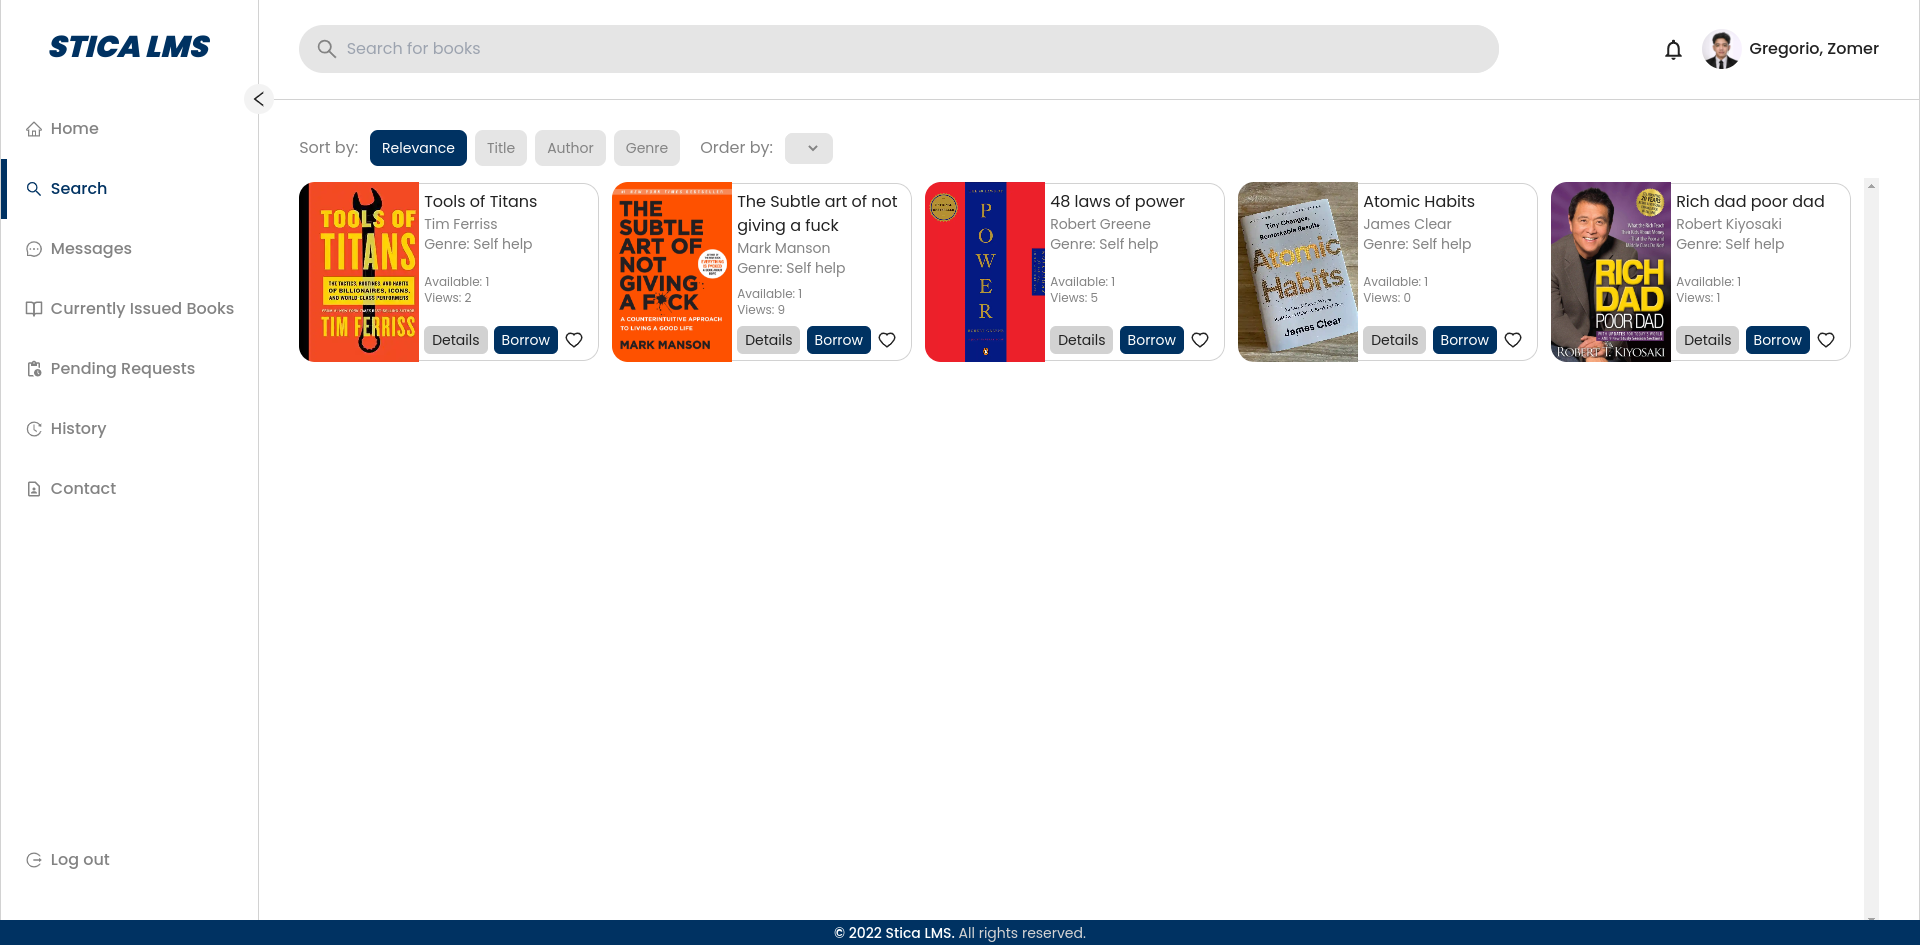 STICA LMS
Search for books
Gregorio, Zomer
Home
Search
Messages
Currently Issued Books
Pending Requests
History
Contact
Log out
Sort by:
Relevance
Title
Author
Genre
Order by:
TOOLS OF
TITANS
THE TACTICS, ROUTINES, AND HABITS
OF BILLIONAIRES, ICONS,
AND WORLD-CLASS PERFORMERS
TIM FERRISS
Tools of Titans
Tim Ferriss
Genre: Self help
Available: 1
Views: 2
Details
Borrow
THE
SUBTLE
ART OF
NOT
GIVING
A F*CK
A COUNTERINTUITIVE APPROACH
TO LIVING A GOOD LIFE
MARK MANSON
The Subtle art of not
giving a fuck
Mark Manson
Genre: Self help
Available: 1
Views: 9
Details
Borrow
POWER
48 laws of power
Robert Greene
Genre: Self help
Available: 1
Views: 5
Details
Borrow
Tiny Changes,
Remarkable Results
Atomic
Habits
James Clear
Atomic Habits
James Clear
Genre: Self help
Available: 1
Views: 0
Details
Borrow
RICH
DAD
POOR DAD
ROBERT T. KIYOSAKI
Rich dad poor dad
Robert Kiyosaki
Genre: Self help
Available: 1
Views: 1
Details
Borrow
© 2022 Stica LMS. All rights reserved.